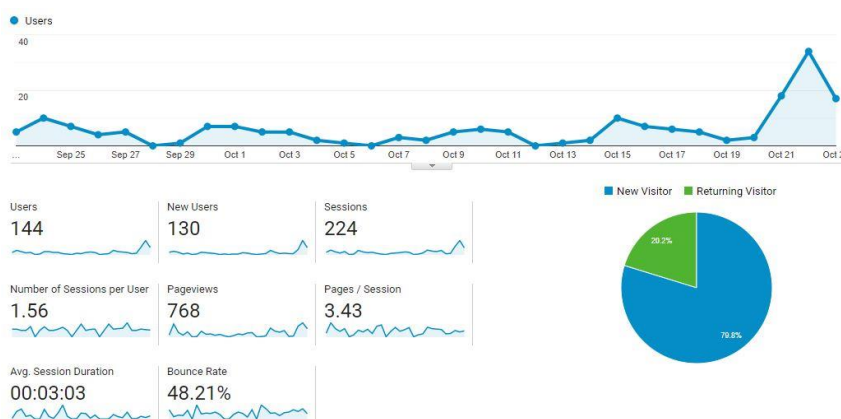 Users
40
20
... Sep 25 Sep 27 Sep 29 Oct 1 Oct 3 Oct 5 Oct 7 Oct 9 Oct 11 Oct 13 Oct 15 Oct 17 Oct 19 Oct 21 Oct
New Visitor Returning Visitor
Users New Users Sessions
144 130 224
20.2%
Number of Sessions per User Pageviews Pages / Session
1.56 768 3.43
79.8%
Avg. Session Duration Bounce Rate
00:03:03 48.21%